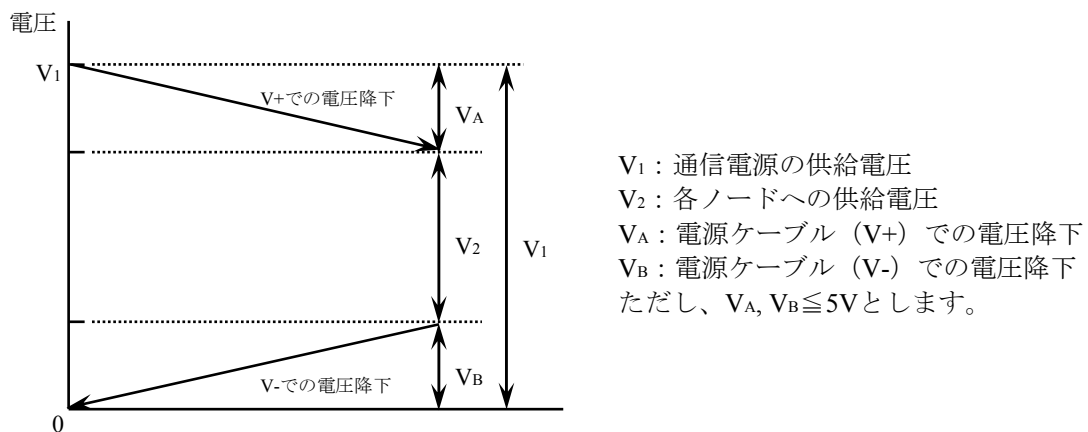 電圧
V1
V+での電圧降下
VA
V2
V1
V-での電圧降下
VB
0
V1：通信電源の供給電圧
V2：各ノードへの供給電圧
VA：電源ケーブル（V+）での電圧降下
VB：電源ケーブル（V-）での電圧降下
ただし、VA, VB≦5Vとします。